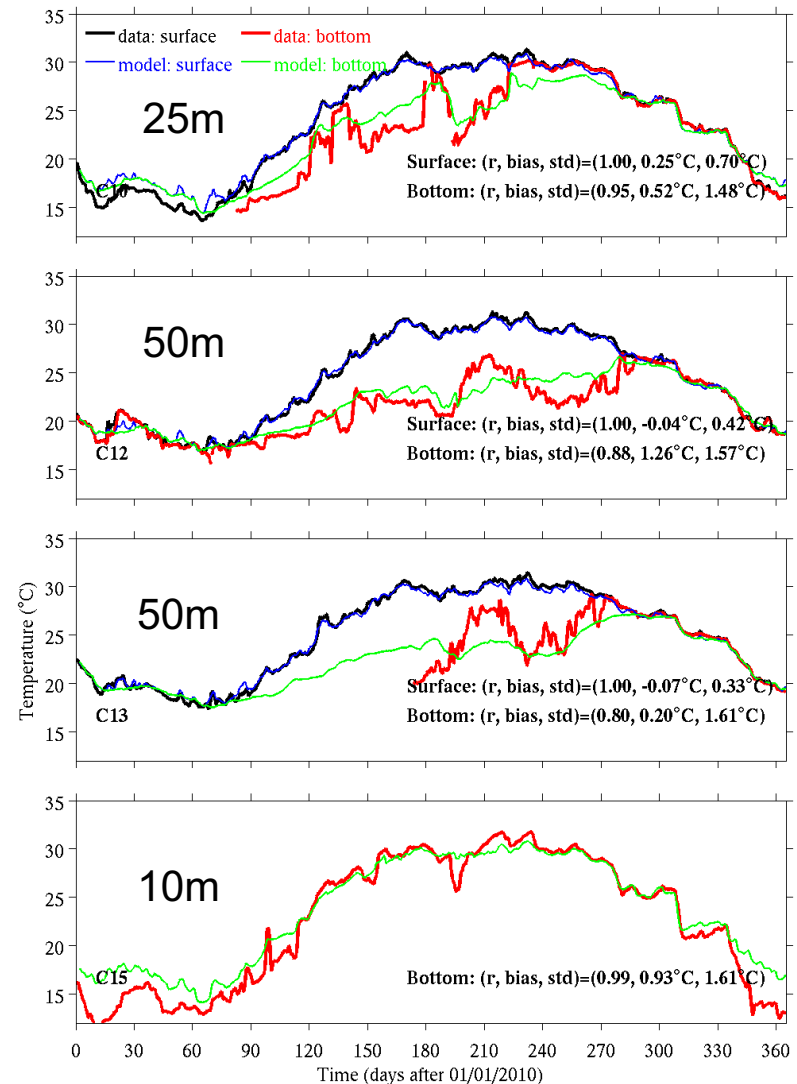 35
data: surface data: bottom
model: surface model: bottom
30
25m
25
20
Surface: (r, bias, std)=(1.00, 0.25°C, 0.70°C)
Bottom: (r, bias, std)=(0.95, 0.52°C, 1.48°C)
15
35
50m
30
25
20
Surface: (r, bias, std)=(1.00, -0.04°C, 0.42°C)
C12 Bottom: (r, bias, std)=(0.88, 1.26°C, 1.57°C)
15
35
50m
30
25
20
Surface: (r, bias, std)=(1.00, -0.07°C, 0.33°C)
C13 Bottom: (r, bias, std)=(0.80, 0.20°C, 1.61°C)
15
Temperature (°C)
35
30
10m
25
20
C15 Bottom: (r, bias, std)=(0.99, 0.93°C, 1.61°C)
15
0 30 60 90 120 150 180 210 240 270 300 330 360
Time (days after 01/01/2010)